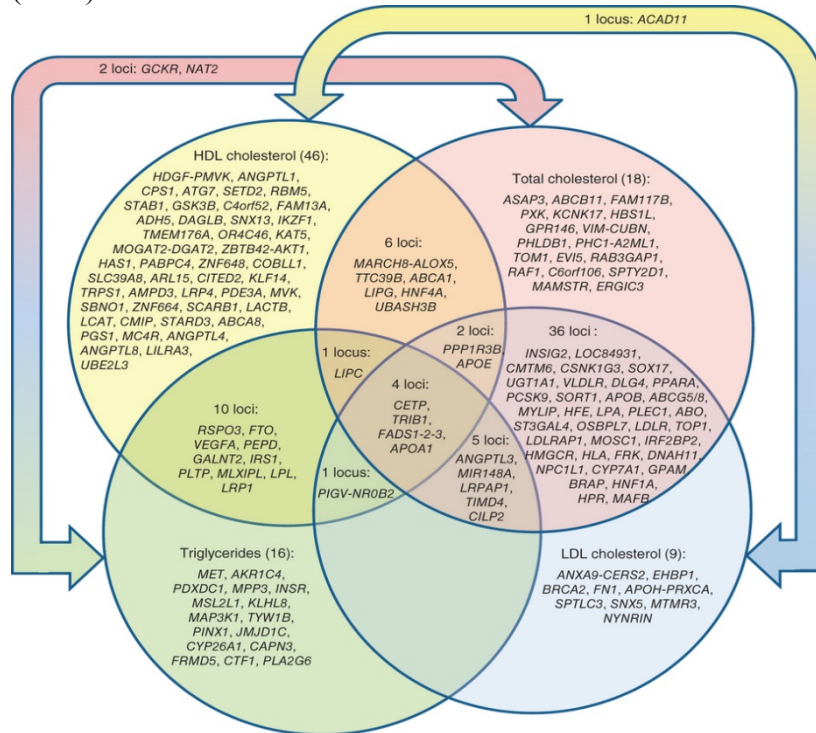 1 locus: ACAD11
2 loci: GCKR, NAT2
HDL cholesterol (46):
HDGF-PMVK, ANGPTL1,
CPS1, ATG7, SETD2, RBM5,
STAB1, GSK3B, C4orf52, FAM13A,
ADH5, DAGLB, SNX13, IKZF1,
TMEM176A, OR4C46, KAT5,
MOGAT2-DGAT2, ZBTB42-AKT1,
HAS1, PABPC4, ZNF648, COBLL1,
SLC39A8, ARL15, CITED2, KLF14,
TRPS1, AMPD3, LRP4, PDE3A, MVK,
SBNO1, ZNF664, SCARB1, LACTB,
LCAT, CMIP, STARD3, ABCA8,
PGS1, MC4R, ANGPTL4,
ANGPTL8, LILRA3,
UBE2L3
6 loci:
MARCH8-ALOX5,
TTC39B, ABCA1,
LIPG, HNF4A,
UBASH3B
Total cholesterol (18):
ASAP3, ABCB11, FAM117B,
PXK, KCNK17, HBS1L,
GPR146, VIM-CUBN,
PHLDB1, PHC1-A2ML1,
TOM1, EVI5, RAB3GAP1,
RAF1, C6orf106, SPTY2D1,
MAMSTR, ERGIC3
1 locus:
LIPC
2 loci:
PPP1R3B,
APOE
36 loci :
INSIG2, LOC84931,
CMTM6, CSNK1G3, SOX17,
UGT1A1, VLDLR, DLG4, PPARA,
PCSK9, SORT1, APOB, ABCG5/8,
MYLIP, HFE, LPA, PLEC1, ABO,
ST3GAL4, OSBPL7, LDLR, TOP1,
LDLRAP1, MOSC1, IRF2BP2,
HMGCR, HLA, FRK, DNAH11,
NPC1L1, CYP7A1, GPAM,
BRAP, HNF1A,
HPR, MAFB
4 loci:
CETP,
TRIB1,
FADS1-2-3,
APOA1
10 loci:
RSPO3, FTO,
VEGFA, PEPD,
GALNT2, IRS1,
PLTP, MLXIPL, LPL,
LRP1
1 locus:
PIGV-NR0B2
5 loci:
ANGPTL3,
MIR148A,
LRPAP1,
TIMD4,
CILP2
Triglycerides (16):
MET, AKR1C4,
PDXDC1, MPP3, INSR,
MSL2L1, KLHL8,
MAP3K1, TYW1B,
PINX1, JMJD1C,
CYP26A1, CAPN3,
FRMD5, CTF1, PLA2G6
LDL cholesterol (9):
ANXA9-CERS2, EHBP1,
BRCA2, FN1, APOH-PRXCA,
SPTLC3, SNX5, MTMR3,
NYNRIN